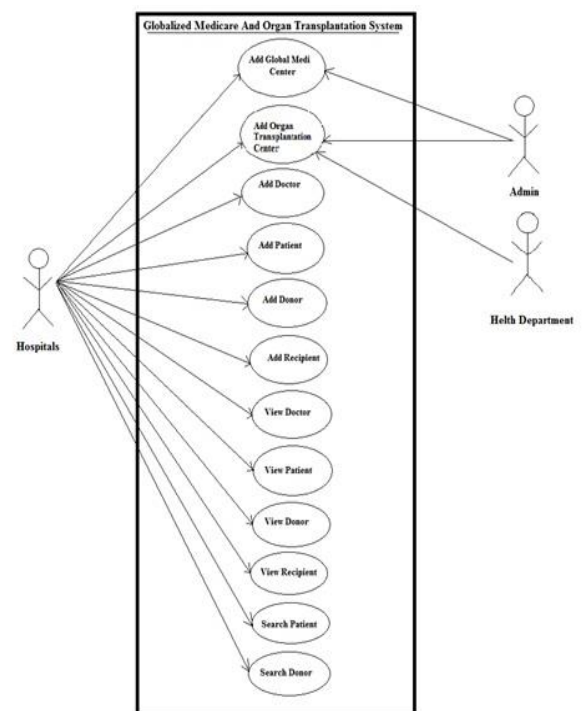 Globalized Medicare And Organ Transplantation System
Add Global Medi
Center
Add Organ
Transplantation
Center
Add Doctor
Add Patient
Add Donor
Add Recipient
View Doctor
View Patient
View Donor
View Recipient
Search Patient
Search Donor
Hospitals
Admin
Helth Department